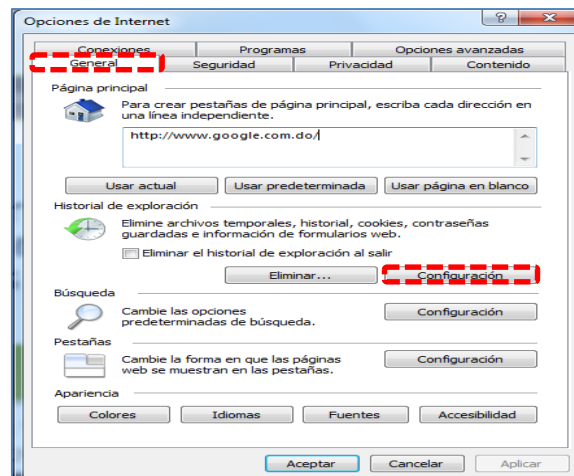 Opciones de Internet
Conexiones Programas Opciones avanzadas
General Seguridad Privacidad Contenido
Página principal
Para crear pestañas de página principal, escriba cada dirección en
una línea independiente.
http://www.google.com.do/
Usar actual Usar predeterminada Usar página en blanco
Historial de exploración
Elimine archivos temporales, historial, cookies, contraseñas
guardadas e información de formularios web.
Eliminar el historial de exploración al salir
Eliminar... Configuración
Búsqueda
Cambie las opciones
predeterminadas de búsqueda.
Configuración
Pestañas
Cambie la forma en que las páginas
web se muestran en las pestañas.
Configuración
Apariencia
Colores Idiomas Fuentes Accesibilidad
Aceptar Cancelar Aplicar